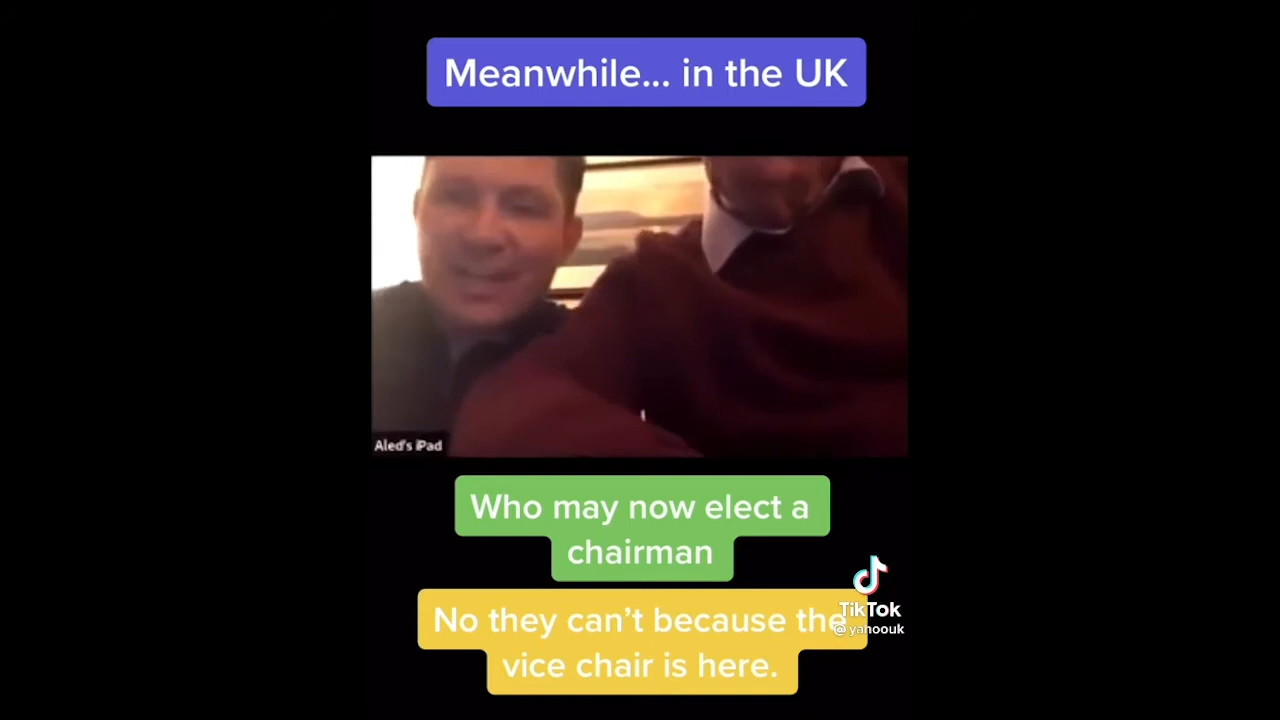 Meanwhile... in the UK
Aled's iPad
Who may now elect a
chairman
No they can't because the
vice chair is here.
TikTok
@yahoouk